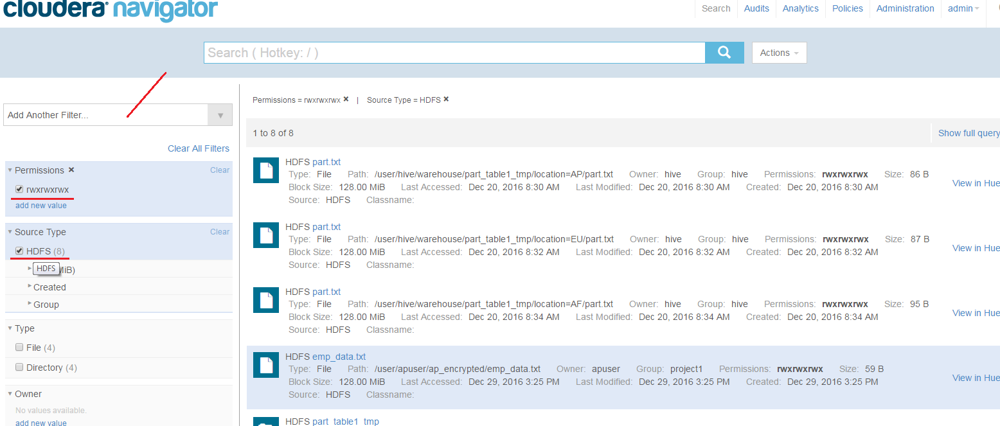 cloudera navigator
Search Audits Analytics Policies Administration admin
Search ( Hotkey: / )
Actions
Add Another Filter...
Clear All Filters
Permissions Clear
rwxrwxrwx
add new value
Source Type Clear
HDFS (8)
HDFS MiB)
Created
Group
Type
File (4)
Directory (4)
Owner
No values available.
add new value
Permissions = rwxrwxrwx | Source Type = HDFS
1 to 8 of 8 Show full query
HDFS part.txt
Type: File Path: /user/hive/warehouse/part_table1_tmp/location=AP/part.txt Owner: hive Group: hive Permissions: rwxrwxrwx Size: 86 B
View in Hue
Block Size: 128.00 MiB Last Accessed: Dec 20, 2016 8:30 AM Last Modified: Dec 20, 2016 8:30 AM Created: Dec 20, 2016 8:30 AM
Source: HDFS Classname:
HDFS part.txt
Type: File Path: /user/hive/warehouse/part_table1_tmp/location=EU/part.txt Owner: hive Group: hive Permissions: rwxrwxrwx Size: 87 B
View in Hue
Block Size: 128.00 MiB Last Accessed: Dec 20, 2016 8:32 AM Last Modified: Dec 20, 2016 8:32 AM Created: Dec 20, 2016 8:32 AM
Source: HDFS Classname:
HDFS part.txt
Type: File Path: /user/hive/warehouse/part_table1_tmp/location=AF/part.txt Owner: hive Group: hive Permissions: rwxrwxrwx Size: 95 B
View in Hue
Block Size: 128.00 MiB Last Accessed: Dec 20, 2016 8:34 AM Last Modified: Dec 20, 2016 8:34 AM Created: Dec 20, 2016 8:34 AM
Source: HDFS Classname:
HDFS emp_data.txt
Type: File Path: /user/apuser/ap_encrypted/emp_data.txt Owner: apuser Group: project1 Permissions: rwxrwxrwx Size: 59 B
View in Hue
Block Size: 128.00 MiB Last Accessed: Dec 29, 2016 3:25 PM Last Modified: Dec 29, 2016 3:25 PM Created: Dec 29, 2016 3:25 PM
Source: HDFS Classname:
HDFS part_table1_tmp